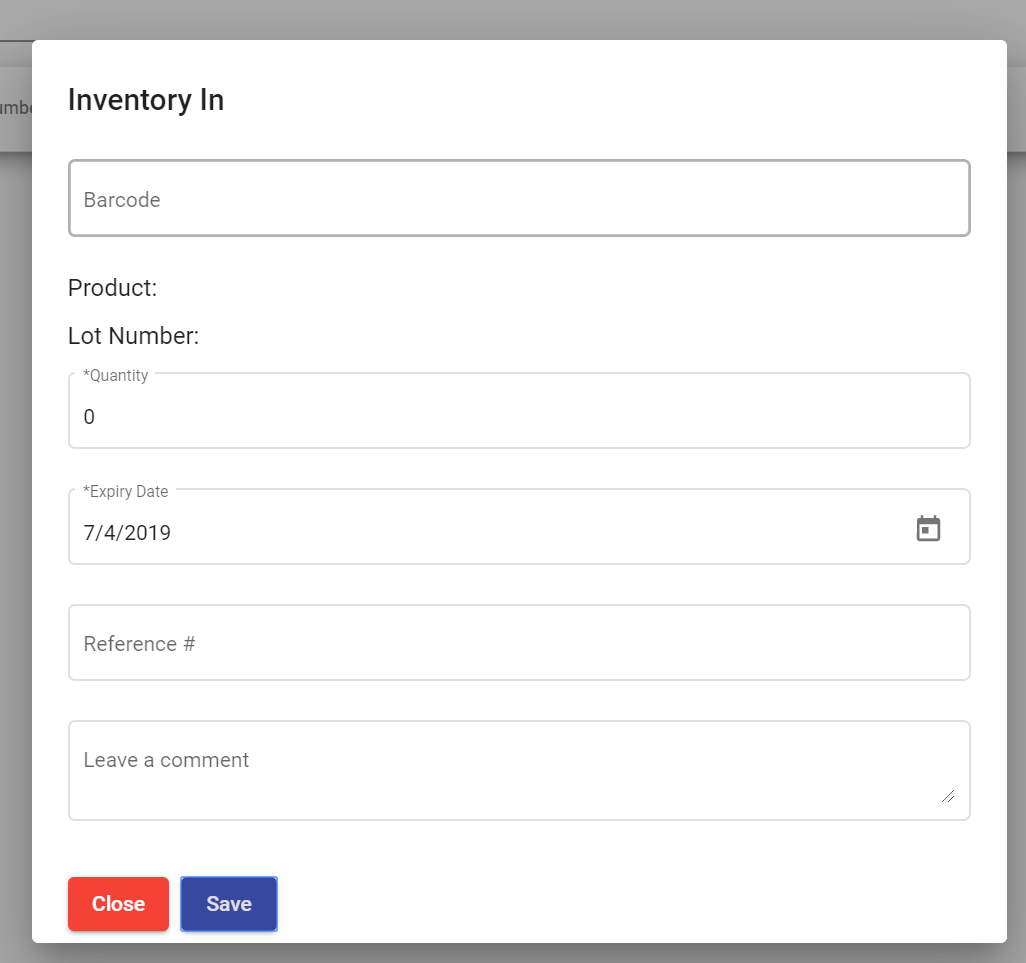 Inventory In
Barcode
Product:
Lot Number:
*Quantity
0
*Expiry Date
7/4/2019
Reference #
Leave a comment
Close Save